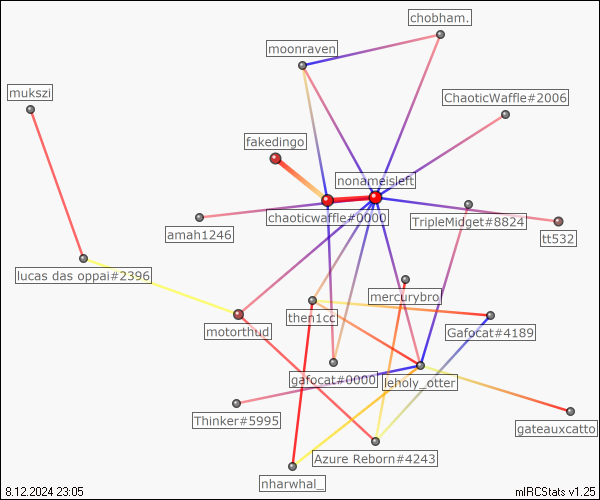 chobham.
moonraven
mukszi
ChaoticWaffle#2006
fakedingo
nonameisleft
chaoticwaffle#0000
TripleMidget#8824
amah1246
tt532
lucas das oppai#2396
mercurybro
then1cc
motorthud
Gafocat#4189
gafocat#0000
leholy_otter
Thinker#5995
gateauxcatto
Azure Reborn#4243
nharwhal_
8.12.2024 23:05
mIRCStats v1.25